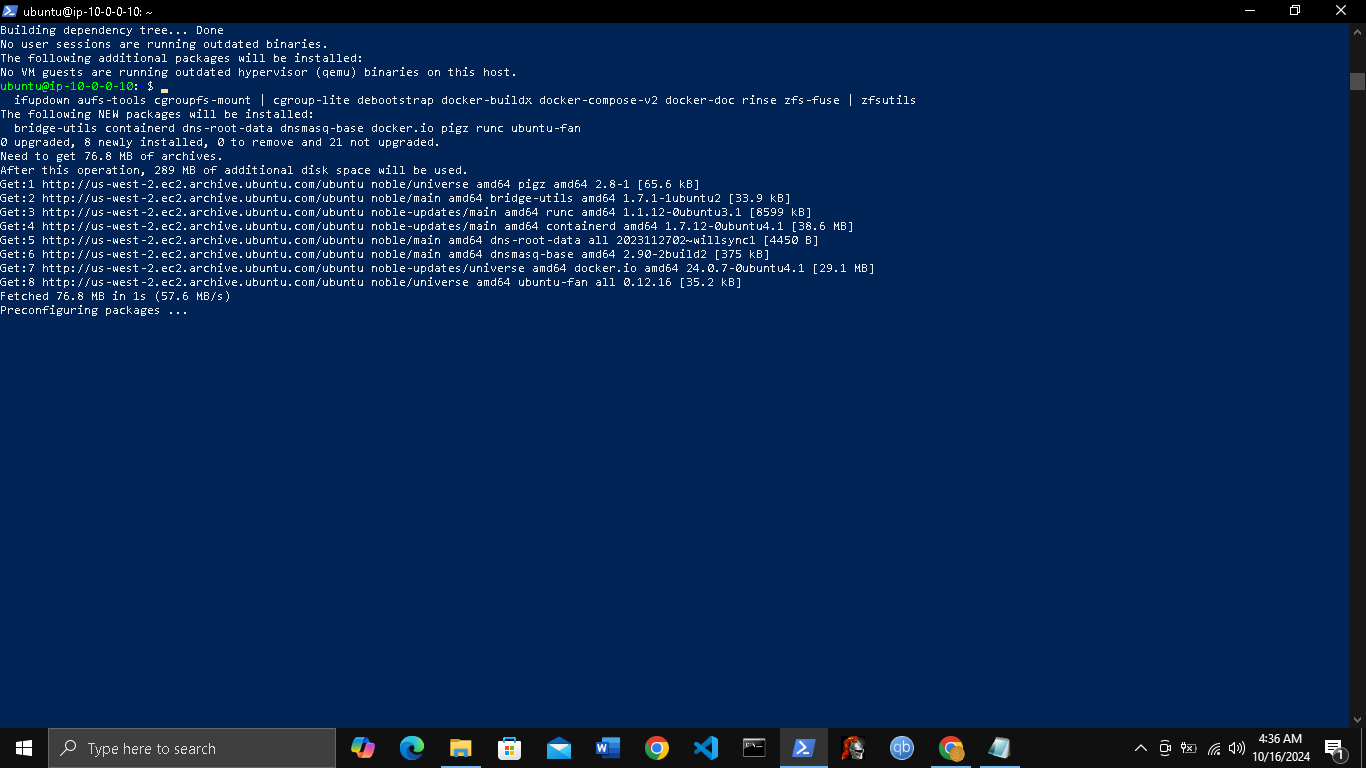 ubuntu@ip-10-0-0-10: ~
Building dependency tree... Done
No user sessions are running outdated binaries.
The following additional packages will be installed:
No VM guests are running outdated hypervisor (qemu) binaries on this host.
ubuntu@ip-10-0-0-10: $
ifupdown aufs-tools cgroupfs-mount | cgroup-lite debootstrap docker-buildx docker-compose-v2 docker-doc rinse zfs-fuse | zfsutils
The following NEW packages will be installed:
bridge-utils containerd dns-root-data dnsmasq-base docker.io pigz runc ubuntu-fan
0 upgraded, 8 newly installed, 0 to remove and 21 not upgraded.
Need to get 76.8 MB of archives.
After this operation, 289 MB of additional disk space will be used.
Get:1 http://us-west-2.ec2.archive.ubuntu.com/ubuntu noble/universe amd64 pigz amd64 2.8-1 [65.6 kB]
Get:2 http://us-west-2.ec2.archive.ubuntu.com/ubuntu noble/main amd64 bridge-utils amd64 1.7.1-1ubuntu2 [33.9 kB]
Get:3 http://us-west-2.ec2.archive.ubuntu.com/ubuntu noble-updates/main amd64 runc amd64 1.1.12-0ubuntu3.1 [8599 kB]
Get:4 http://us-west-2.ec2.archive.ubuntu.com/ubuntu noble-updates/main amd64 containerd amd64 1.7.12-0ubuntu4.1 [38.6 MB]
Get:5 http://us-west-2.ec2.archive.ubuntu.com/ubuntu noble/main amd64 dns-root-data all 2023112702~willsync1 [4450 B]
Get:6 http://us-west-2.ec2.archive.ubuntu.com/ubuntu noble/main amd64 dnsmasq-base amd64 2.90-2build2 [375 kB]
Get:7 http://us-west-2.ec2.archive.ubuntu.com/ubuntu noble-updates/universe amd64 docker.io amd64 24.0.7-0ubuntu4.1 [29.1 MB]
Get:8 http://us-west-2.ec2.archive.ubuntu.com/ubuntu noble/universe amd64 ubuntu-fan all 0.12.16 [35.2 kB]
Fetched 76.8 MB in 1s (57.6 MB/s)
Preconfiguring packages ...
Type here to search
W
qb
4:36 AM
10/16/2024
1